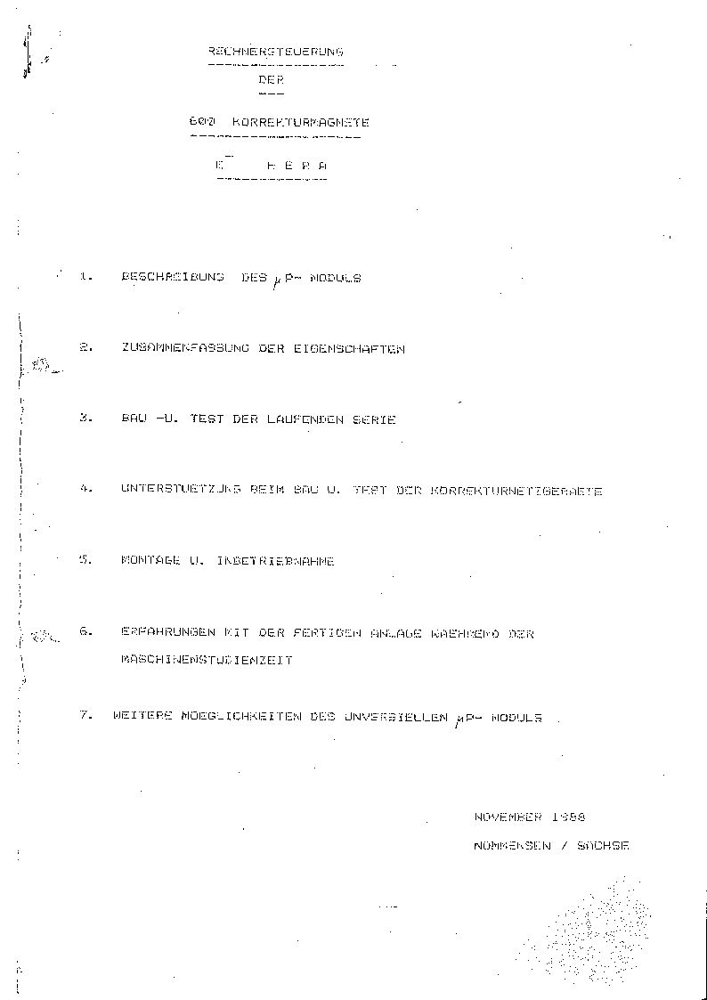 RECHNERSTEUERUNG
DER
600 KORREKTURMAGNETE
E⁻ H E R A
1. BESCHREIBUNG DES µP- MODULS
2. ZUSAMMENFASSUNG DER EIGENSCHAFTEN
3. BAU -U. TEST DER LAUFENDEN SERIE
4. UNTERSTUETZUNG BEIM BAU U. TEST DER KORREKTURNETZGERAETE
5. MONTAGE U. INBETRIEBNAHME
6. ERFAHRUNGEN MIT DER FERTIGEN ANLAGE WAEHREND DER
MASCHINENSTUDIENZEIT
7. WEITERE MOEGLICHKEITEN DES UNVERSIELLEN µP- MODULS
NOVEMBER 1988
NOMMENSEN / SACHSE